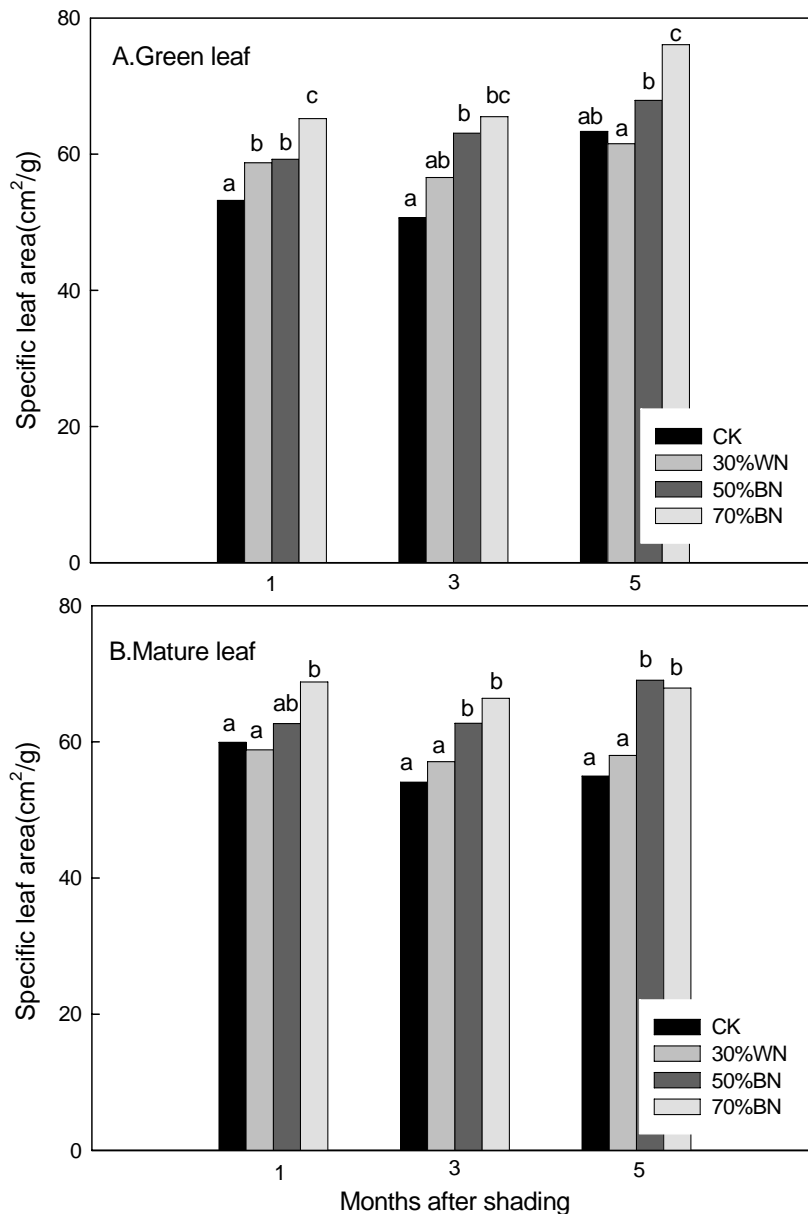 80
A.Green leaf
c
c
b
bc
b
b
ab
a
ab
a
a
60
Specific leaf area(cm²/g)
40
20
0
CK
30%WN
50%BN
70%BN
1
3
5
80
B.Mature leaf
a
a
ab
b
a
a
b
b
a
a
b
b
60
Specific leaf area(cm²/g)
40
20
0
CK
30%WN
50%BN
70%BN
1
3
5
Months after shading